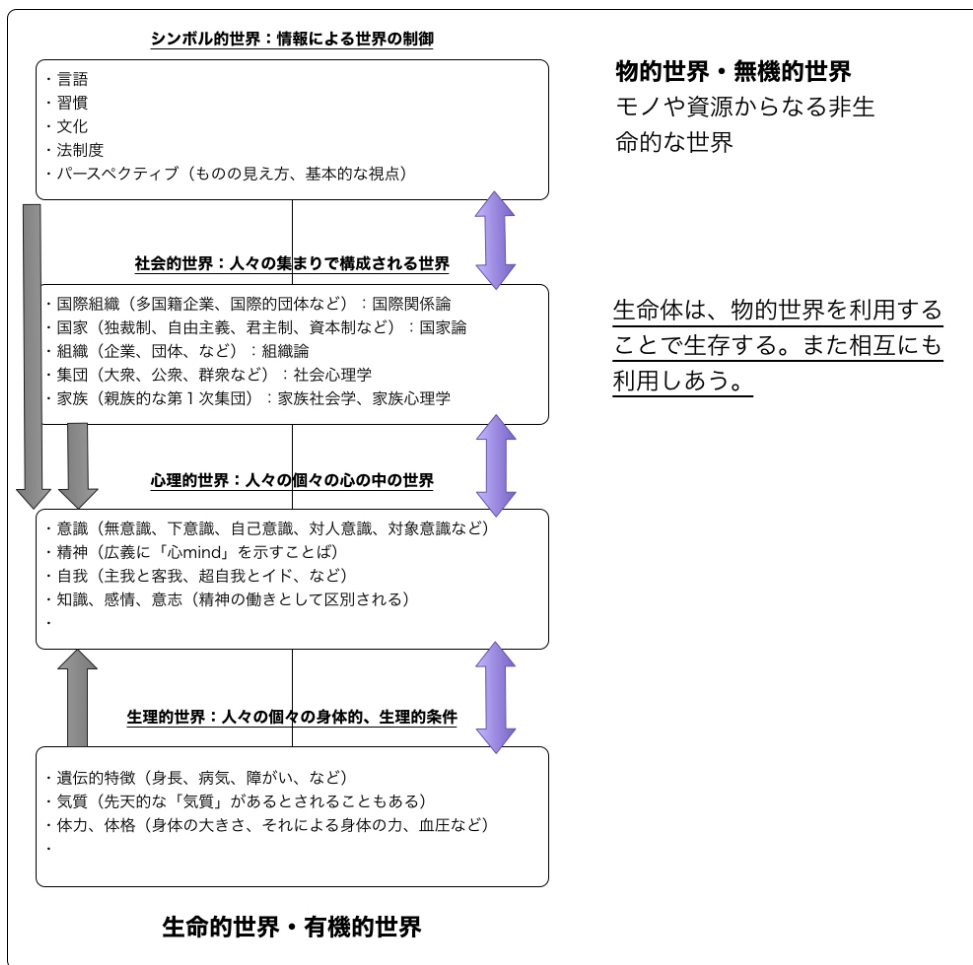 シンボル的世界：情報による世界の制御
・言語
・習慣
・文化
・法制度
・パースペクティブ（ものの見え方、基本的な視点）
社会的世界：人々の集まりで構成される世界
・国際組織（多国籍企業、国際的団体など）：国際関係論
・国家（独裁制、自由主義、君主制、資本制など）：国家論
・組織（企業、団体、など）：組織論
・集団（大衆、公衆、群衆など）：社会心理学
・家族（親族的な第１次集団）：家族社会学、家族心理学
心理的世界：人々の個々の心の中の世界
・意識（無意識、下意識、自己意識、対人意識、対象意識など）
・精神（広義に「心mind」を示すことば）
・自我（主我と客我、超自我とイド、など）
・知識、感情、意志（精神の働きとして区別される）
・
生理的世界：人々の個々の身体的、生理的条件
・遺伝的特徴（身長、病気、障がい、など）
・気質（先天的な「気質」があるとされることもある）
・体力、体格（身体の大きさ、それによる身体の力、血圧など）
・
生命的世界・有機的世界
物的世界・無機的世界
モノや資源からなる非生
命的な世界
生命体は、物的世界を利用する
ことで生存する。また相互にも
利用しあう。